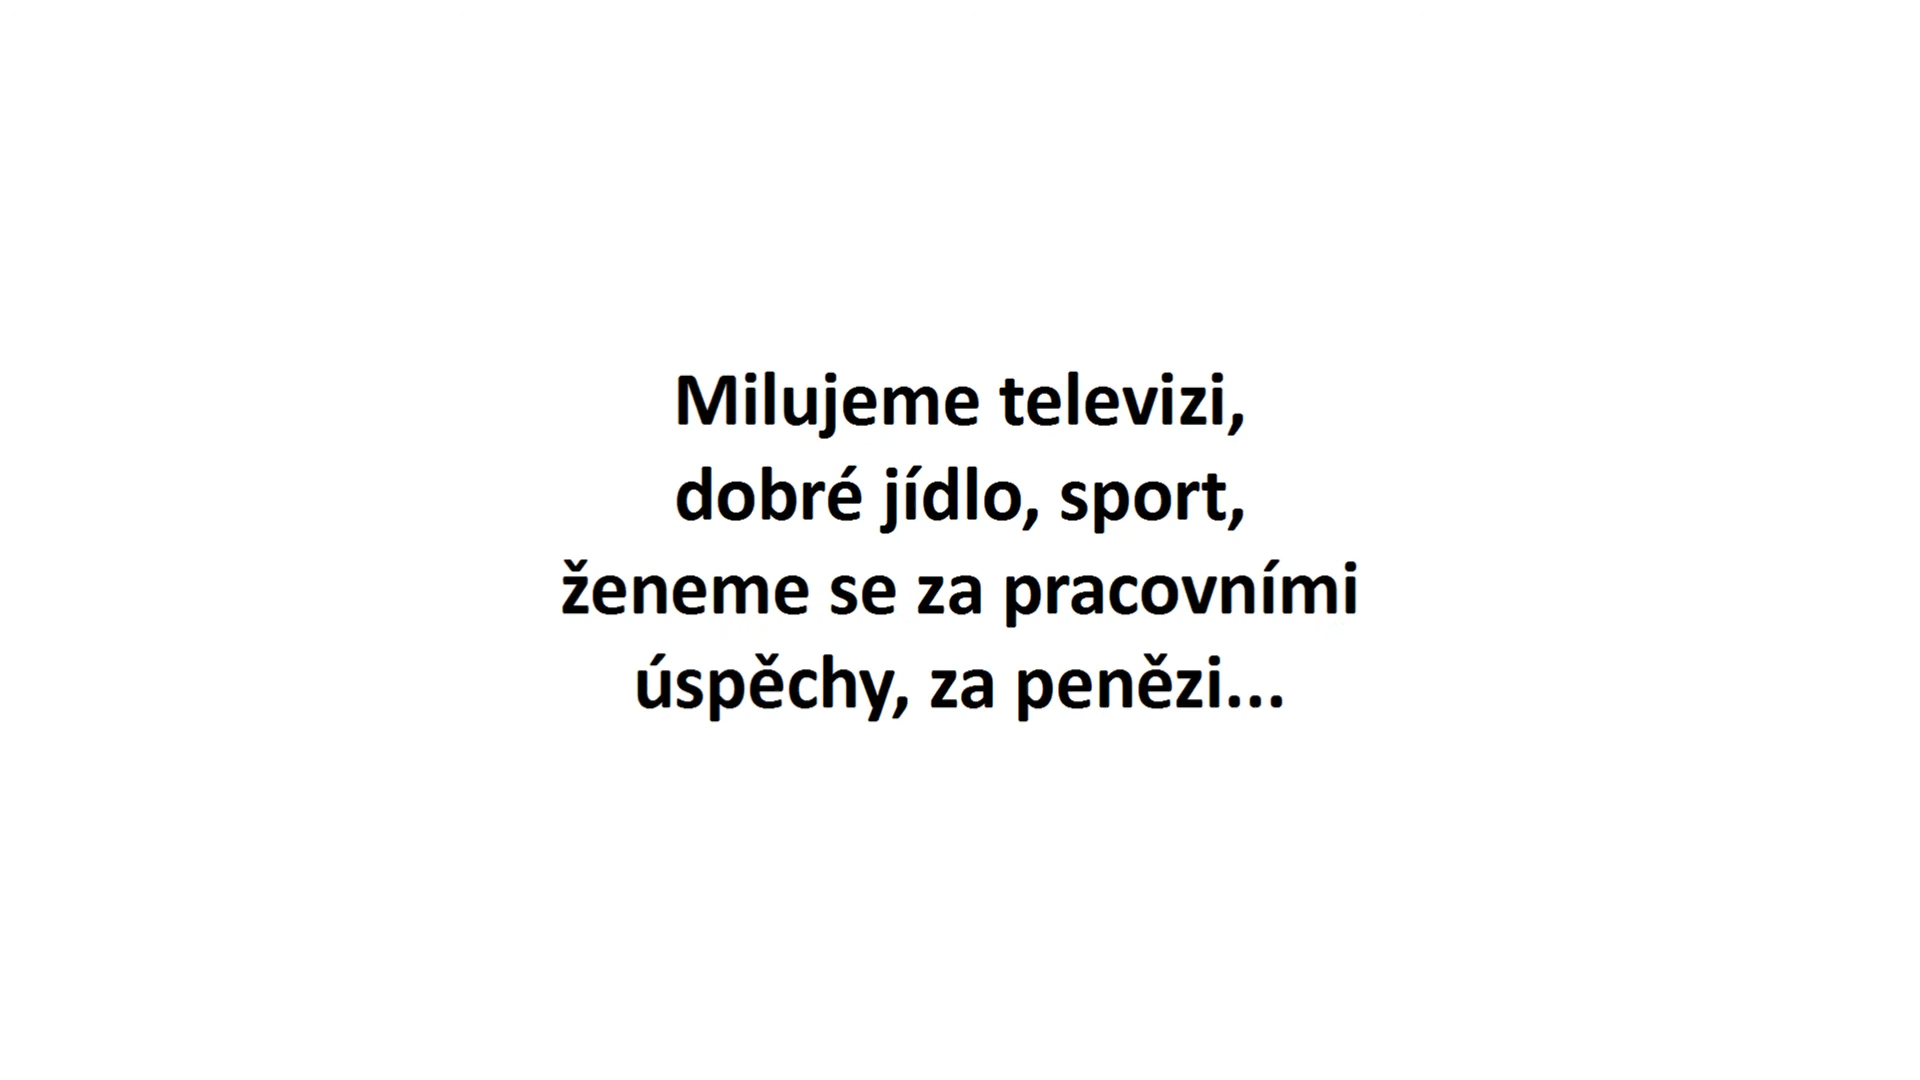 Milujeme televizi,
dobré jídlo, sport,
ženeme se za pracovními
úspěchy, za penězi...